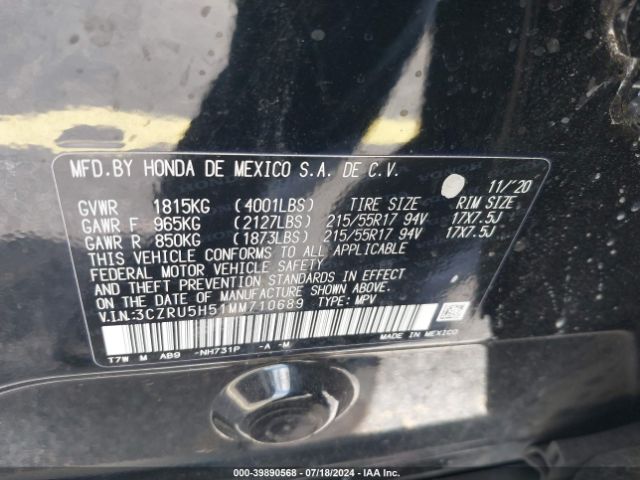 MFD.BY HONDA DE MEXICO S.A. DE C.V. 11/'20
GVWR 1815KG (4001LBS) TIRE SIZE RIM SIZE
GAWR F 965KG (2127LBS) 215/55R17 94V 17X7.5J
GAWR R 850KG (1873LBS) 215/55R17 94V 17X7.5J
THIS VEHICLE CONFORMS TO ALL APPLICABLE
FEDERAL MOTOR VEHICLE SAFETY
AND THEFT PREVENTION STANDARDS IN EFFECT
ON THE DATE OF MANUFACTURE SHOWN ABOVE.
V.I.N:3CZRU5H51MM710689 TYPE: MPV
T7W M AB9 -NH731P -A -M MADE IN MEXICO
000-39890568 - 07/18/2024 - IAA Inc.